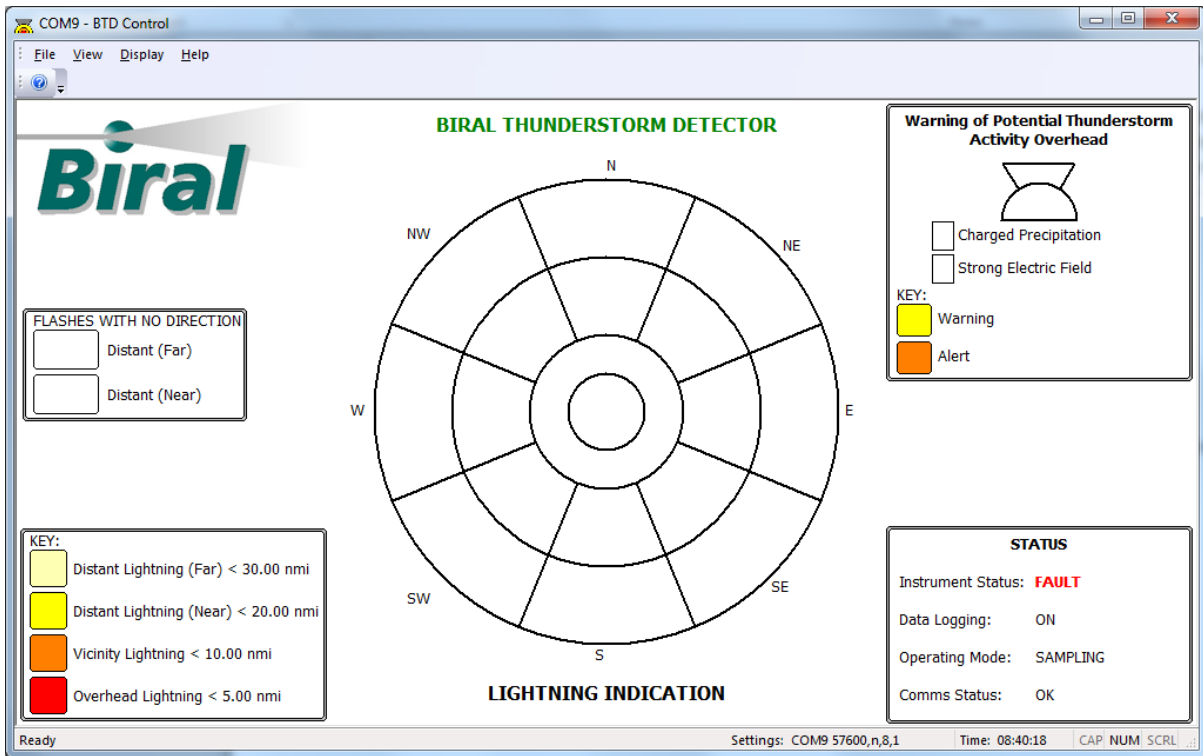 COM9 - BTD Control
File View Display Help
Biral
BIRAL THUNDERSTORM DETECTOR
N
NW
NE
W
E
SW
SE
S
LIGHTNING INDICATION
FLASHES WITH NO DIRECTION
Distant (Far)
Distant (Near)
KEY:
Distant Lightning (Far) < 30.00 nmi
Distant Lightning (Near) < 20.00 nmi
Vicinity Lightning < 10.00 nmi
Overhead Lightning < 5.00 nmi
Warning of Potential Thunderstorm
Activity Overhead
Charged Precipitation
Strong Electric Field
KEY:
Warning
Alert
STATUS
Instrument Status: FAULT
Data Logging: ON
Operating Mode: SAMPLING
Comms Status: OK
Ready
Settings: COM9 57600,n,8,1 Time: 08:40:18 CAP NUM SCRL